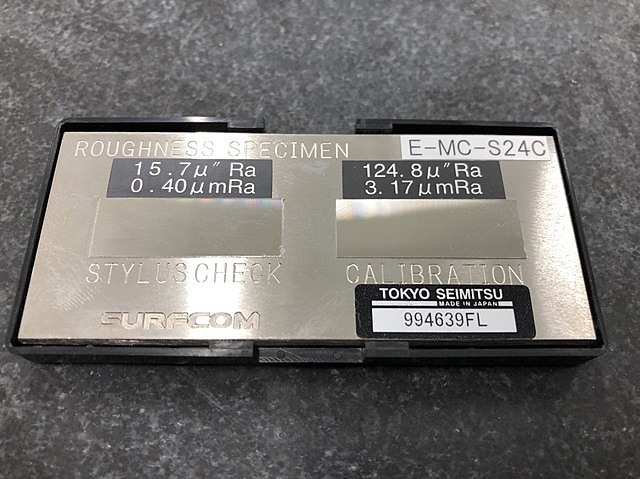 ROUGHNESS SPECIMEN
E-MC-S24C
15.7μ″ Ra
0.40μmRa
124.8μ″Ra
3.17μmRa
STYLUS CHECK
CALIBRATION
SURFCOM
TOKYO SEIMITSU
MADE IN JAPAN
994639FL